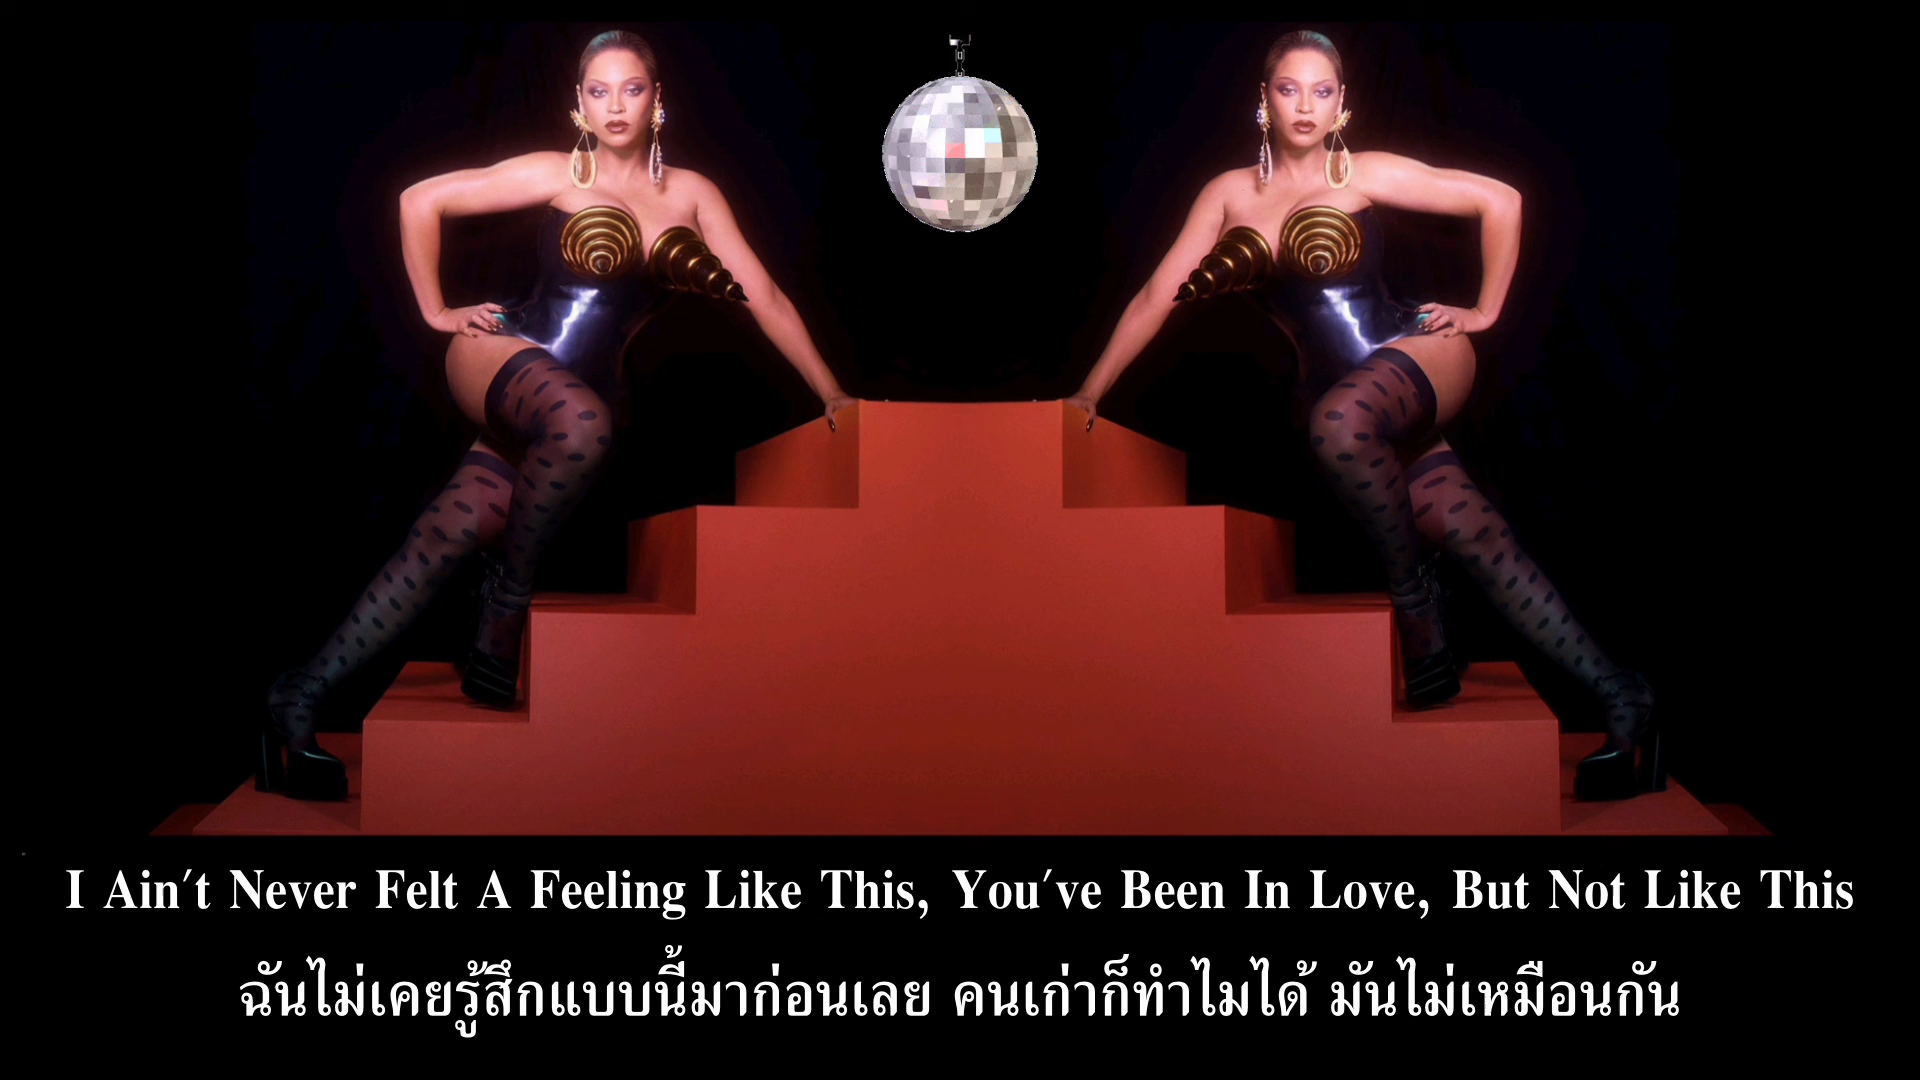 I Ain't Never Felt A Feeling Like This, You've Been In Love, But Not Like This
ฉันไม่เคยรู้สึกแบบนี้มาก่อนเลย คนเก่าก็ทำไมได้ มันไม่เหมือนกัน